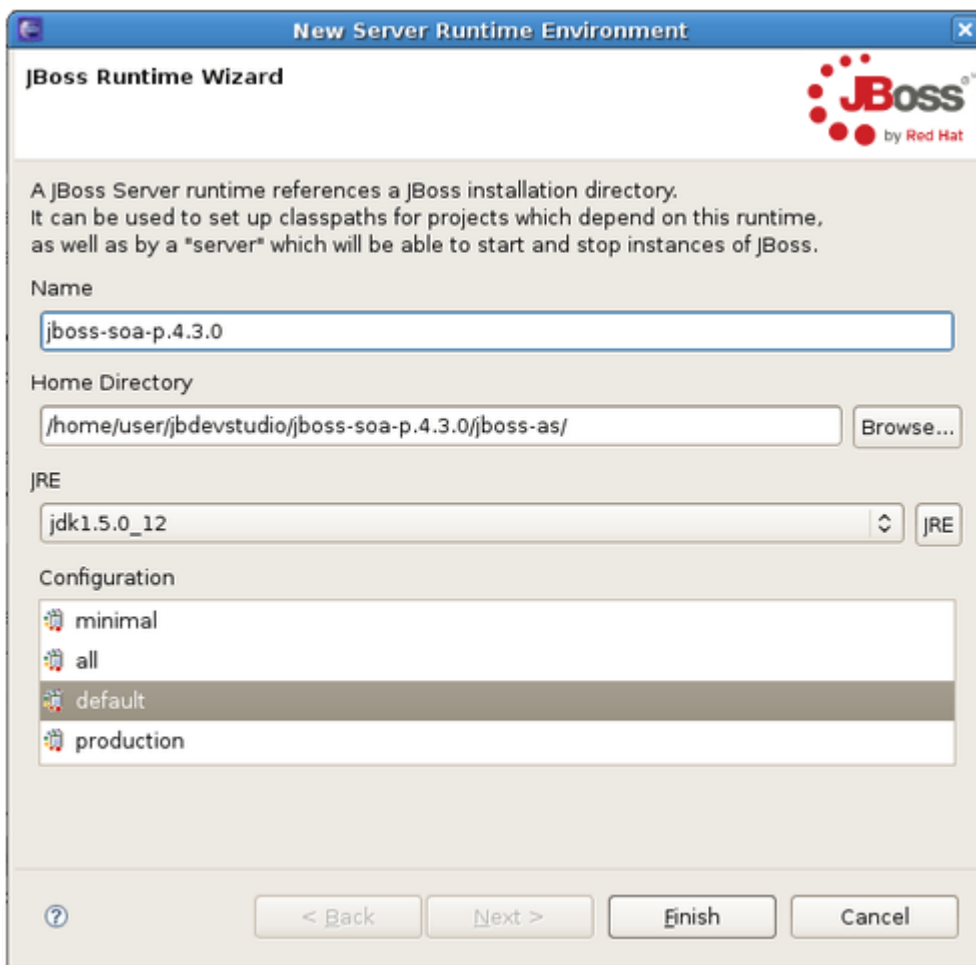 New Server Runtime Environment
JBoss Runtime Wizard
JBoss
by Red Hat
A JBoss Server runtime references a JBoss installation directory.
It can be used to set up classpaths for projects which depend on this runtime,
as well as by a "server" which will be able to start and stop instances of JBoss.
Name
jboss-soa-p.4.3.0
Home Directory
/home/user/jbdevstudio/jboss-soa-p.4.3.0/jboss-as/
Browse...
JRE
jdk1.5.0_12
JRE
Configuration
minimal
all
default
production
< Back
Next >
Finish
Cancel